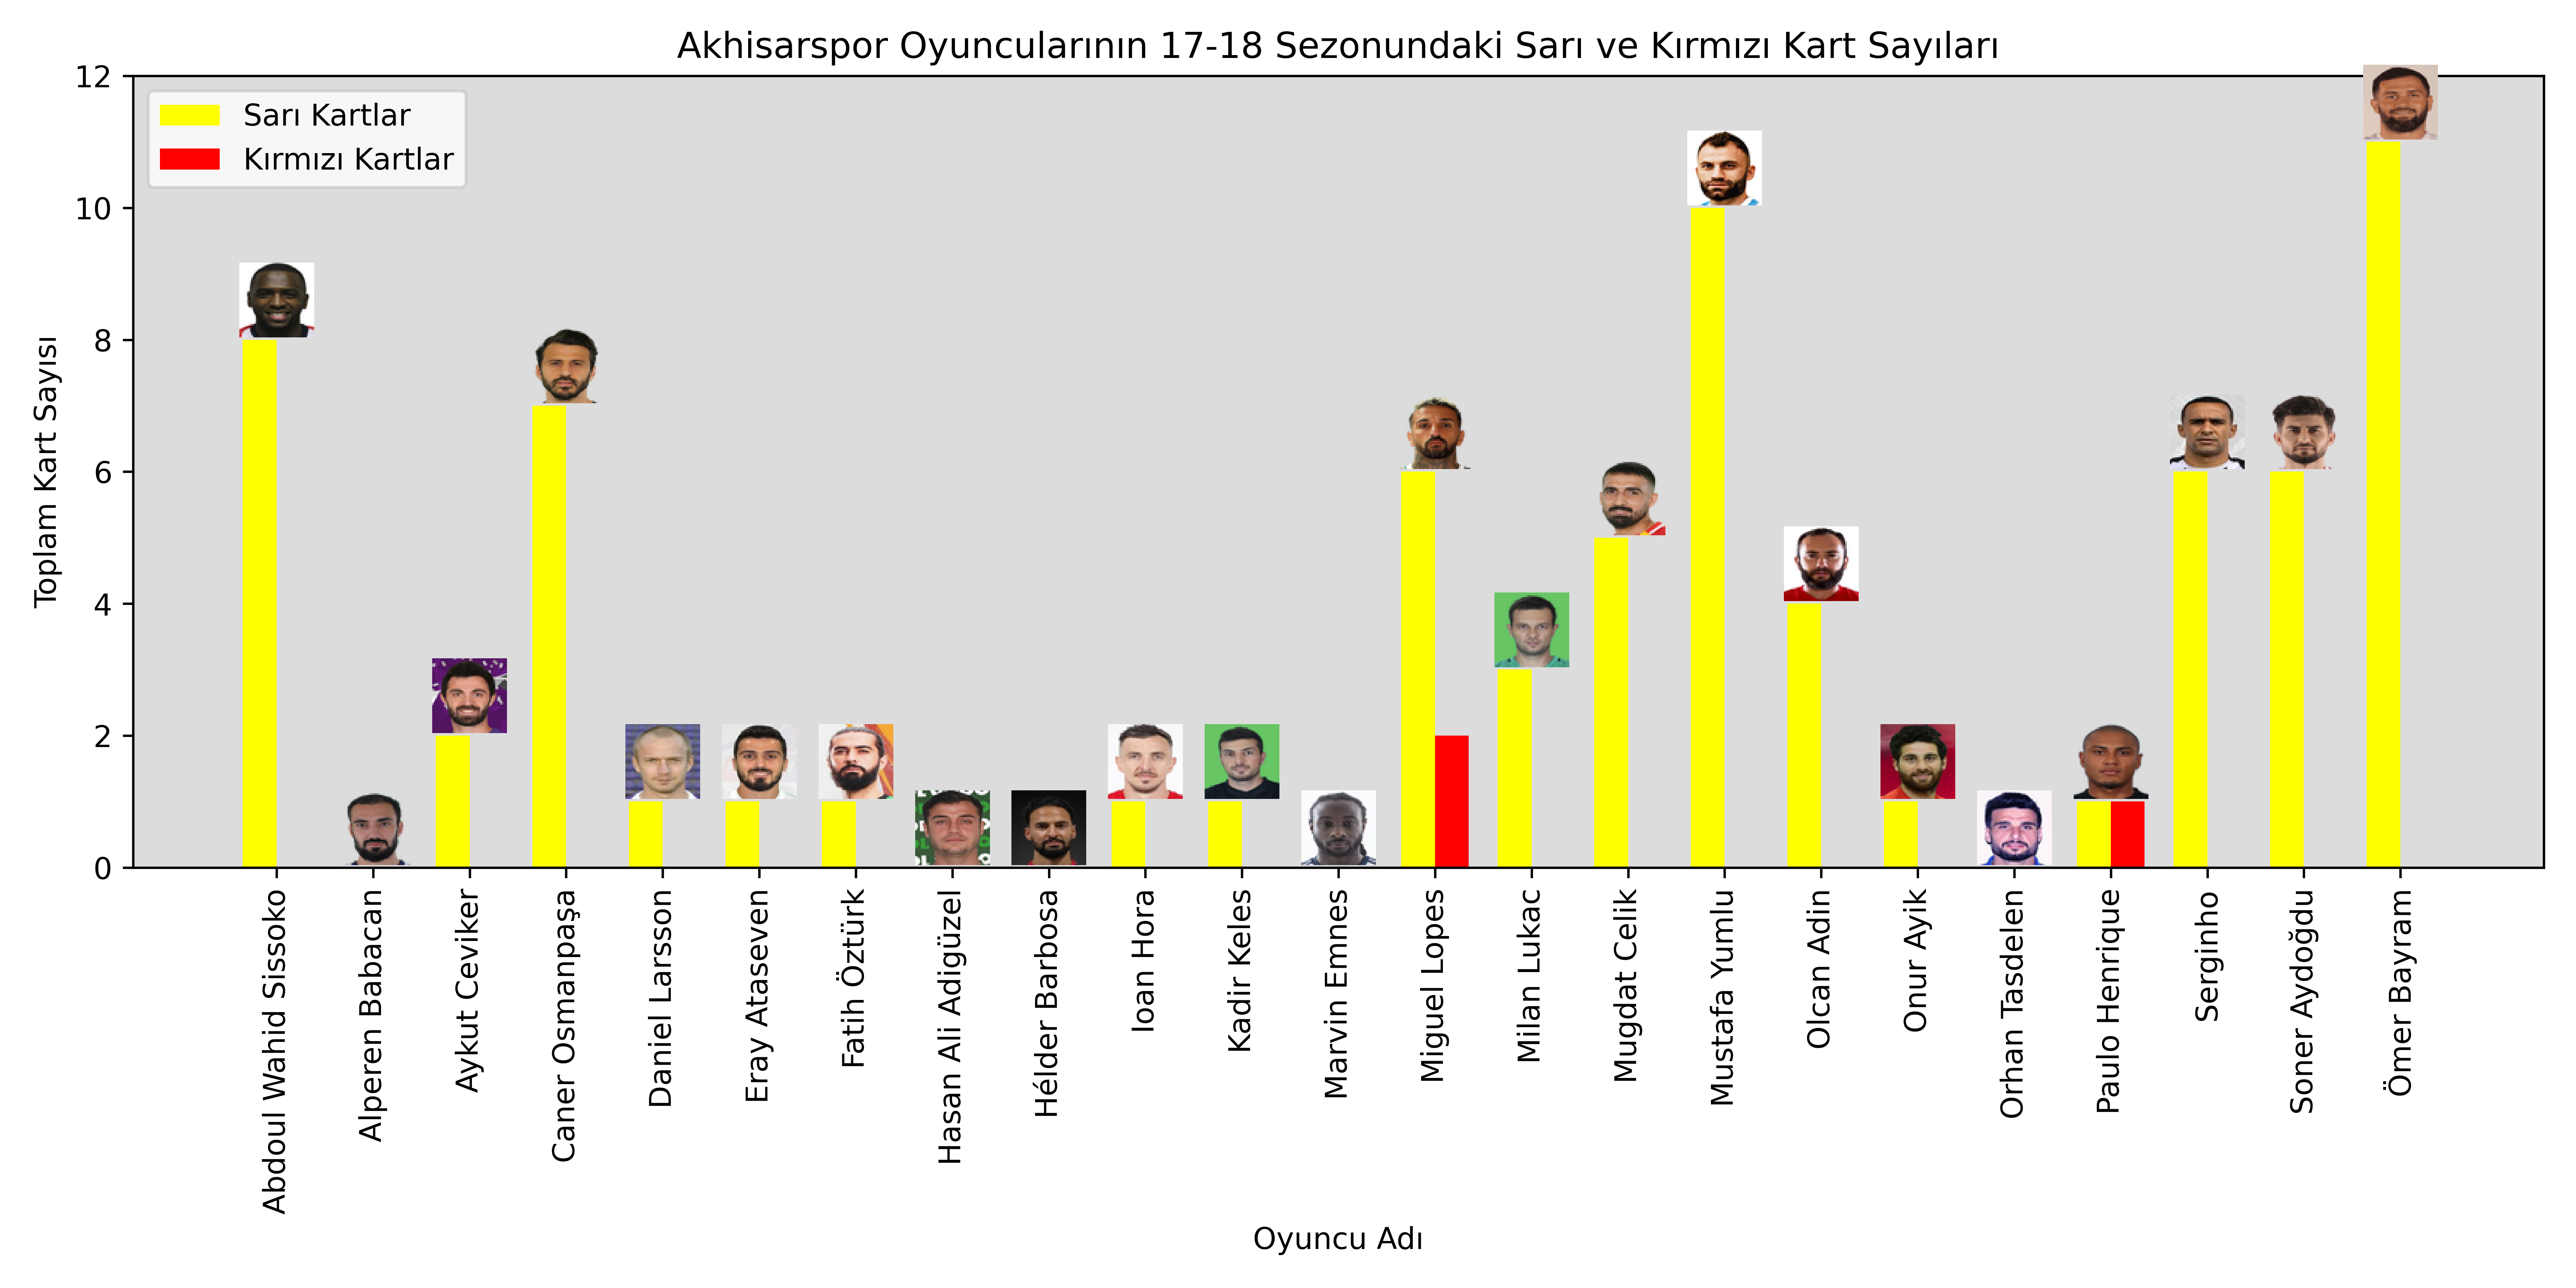 Akhisarspor Oyuncularının 17-18 Sezonundaki Sarı ve Kırmızı Kart Sayıları
Sarı Kartlar
Kırmızı Kartlar
Toplam Kart Sayısı
12
10
8
6
4
2
0
Abdoul Wahid Sissoko
Alperen Babacan
Aykut Ceviker
Caner Osmanpaşa
Daniel Larsson
Eray Ataseven
Fatih Öztürk
Hasan Ali Adigüzel
Hélder Barbosa
Ioan Hora
Kadir Keles
Marvin Emnes
Miguel Lopes
Milan Lukac
Mugdat Celik
Mustafa Yumlu
Olcan Adin
Onur Ayik
Orhan Tasdelen
Paulo Henrique
Serginho
Soner Aydoğdu
Ömer Bayram
Oyuncu Adı